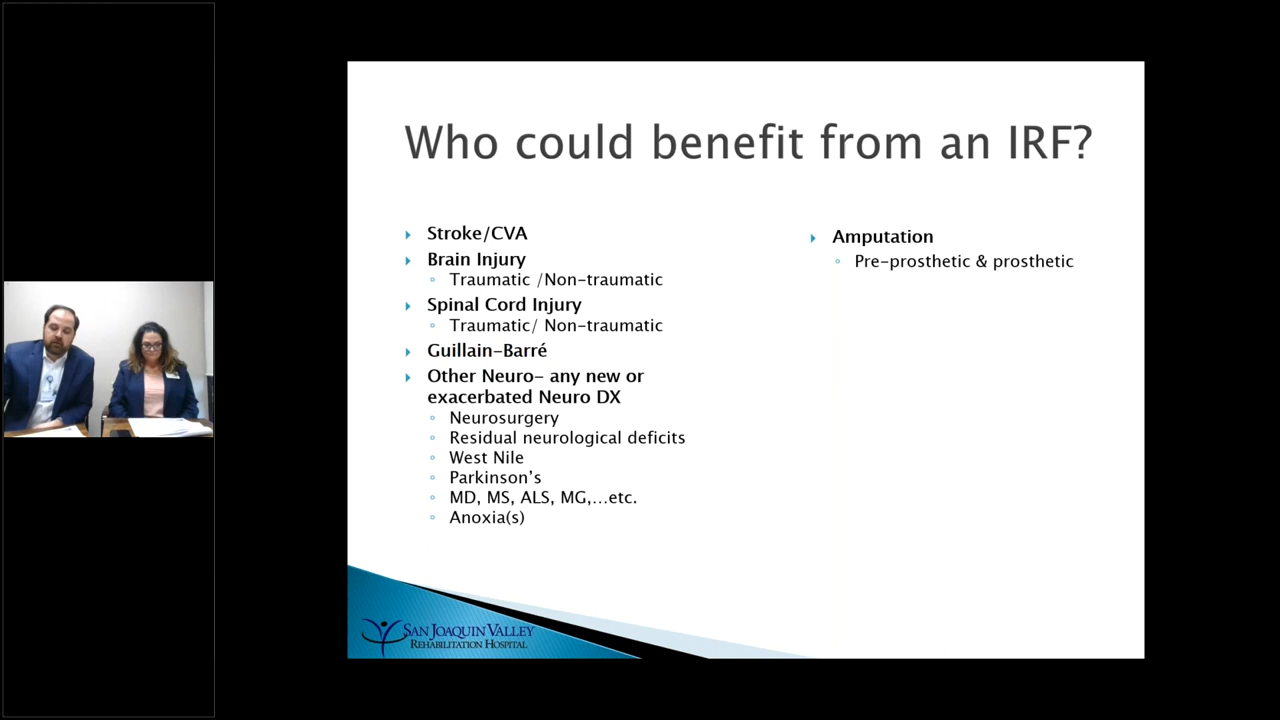 Who could benefit from an IRF?
Stroke/CVA
Brain Injury
Traumatic /Non-traumatic
Spinal Cord Injury
Traumatic/ Non-traumatic
Guillain-Barré
Other Neuro- any new or
exacerbated Neuro DX
Neurosurgery
Residual neurological deficits
West Nile
Parkinson's
MD, MS, ALS, MG,...etc.
Anoxia(s)
Amputation
Pre-prosthetic & prosthetic
SAN JOAQUIN VALLEY
REHABILITATION HOSPITAL